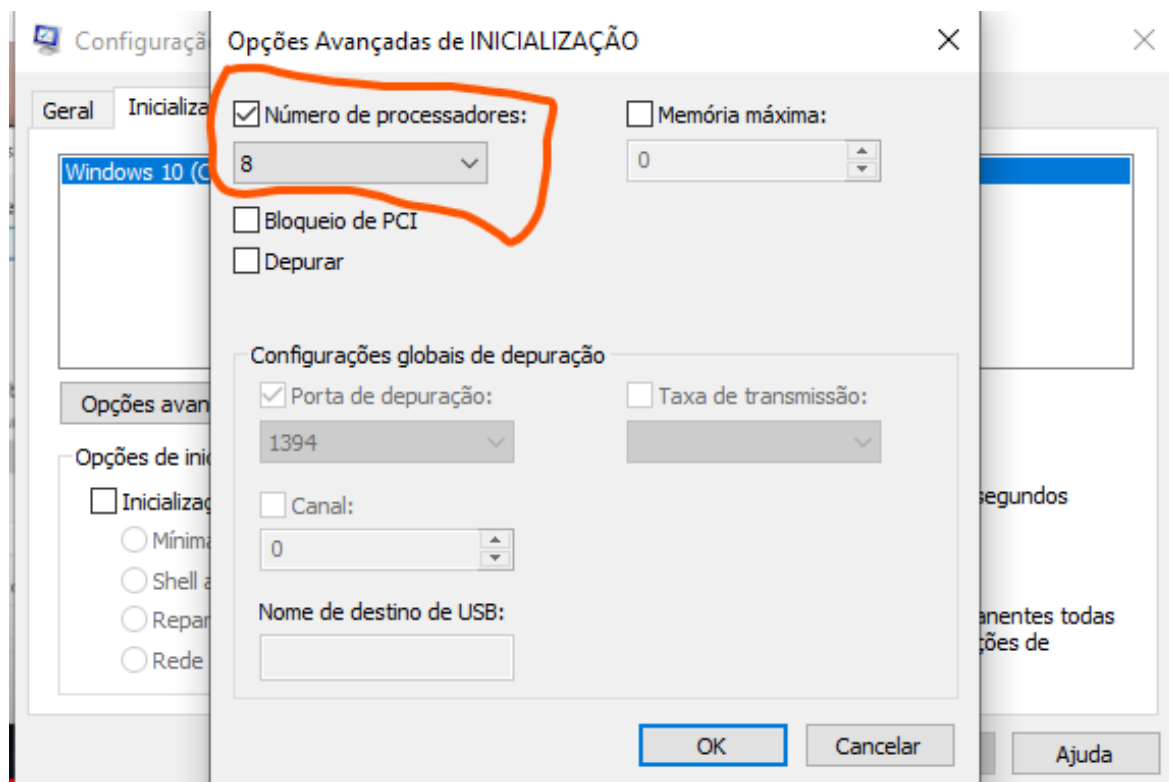 Configuraçã
Opções Avançadas de INICIALIZAÇÃO
Geral
Inicializa
Número de processadores:
Memória máxima:
Windows 10 (C
8
0
Bloqueio de PCI
Depurar
Configurações globais de depuração
Opções avan
Porta de depuração:
Taxa de transmissão:
1394
Opções de inic
Inicializaç
Canal:
segundos
Mínima
0
Shell a
Nome de destino de USB:
Repar
anentes todas
ções de
Rede
OK
Cancelar
Ajuda